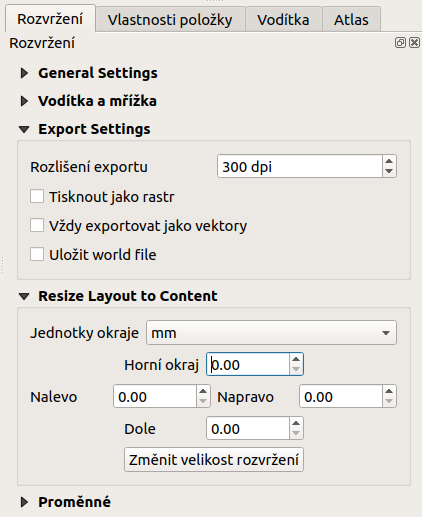 Rozvržení Vlastnosti položky Vodítka Atlas
Rozvržení
General Settings
Vodítka a mřížka
Export Settings
Rozlišení exportu 300 dpi
Tisknout jako rastr
Vždy exportovat jako vektory
Uložit world file
Resize Layout to Content
Jednotky okraje mm
Horní okraj 0.00
Nalevo 0.00 Napravo 0.00
Dole 0.00
Změnit velikost rozvržení
Proměnné